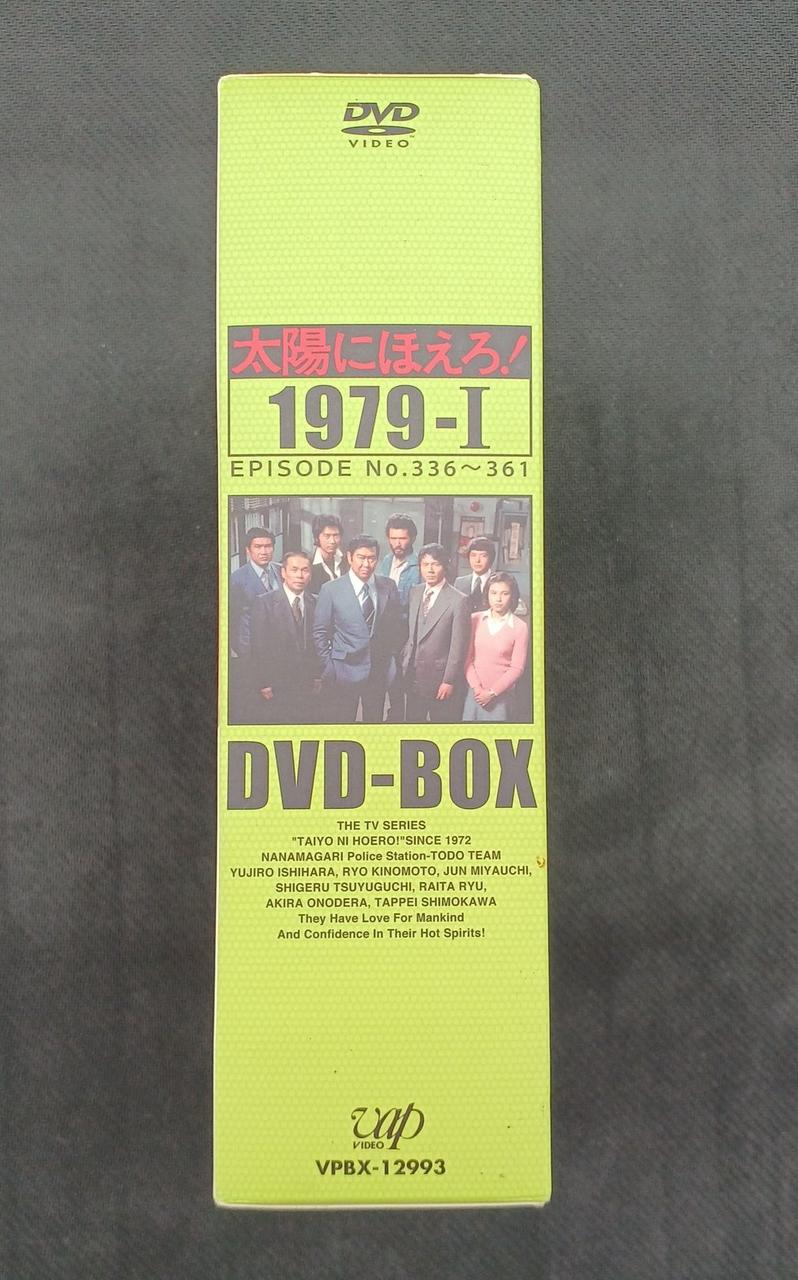 DVD
VIDEO
太陽にほえろ!
1979-I
EPISODE No.336〜361
DVD-BOX
THE TV SERIES
"TAIYO NI HOERO!"SINCE 1972
NANAMAGARI Police Station-TODO TEAM
YUJIRO ISHIHARA, RYO KINOMOTO, JUN MIYAUCHI,
SHIGERU TSUYUGUCHI, RAITA RYU,
AKIRA ONODERA, TAPPEI SHIMOKAWA
They Have Love For Mankind
And Confidence In Their Hot Spirits!
vap
VIDEO
VPBX-12993